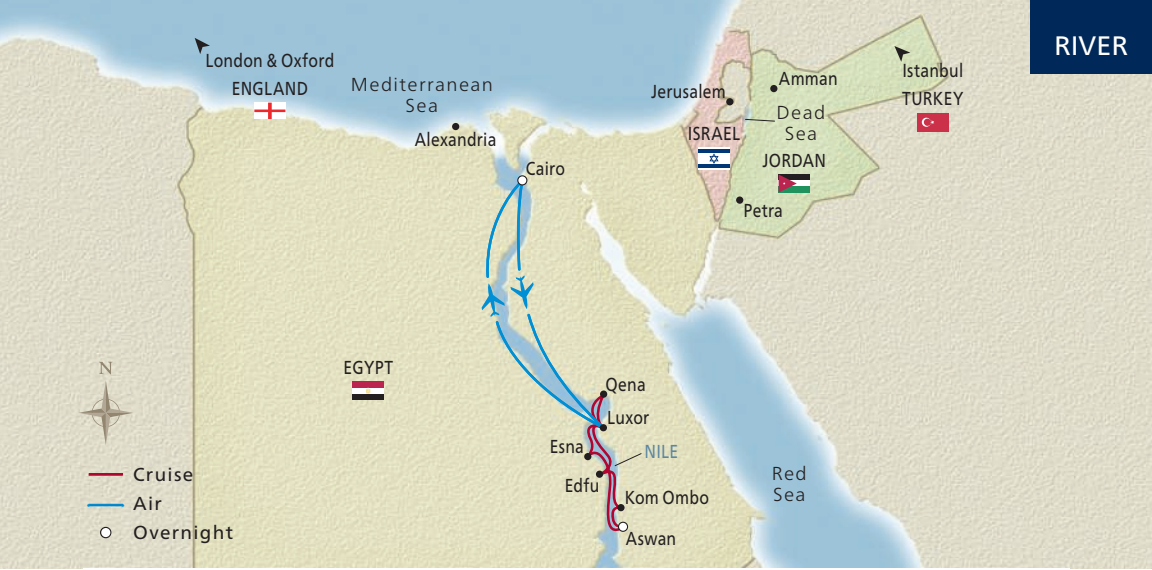 RIVER
London & Oxford
ENGLAND
Mediterranean
Sea
Alexandria
Cairo
Jerusalem
Amman
Istanbul
TURKEY
Dead
Sea
ISRAEL
JORDAN
Petra
N
EGYPT
Qena
Luxor
Esna
NILE
Edfu
Kom Ombo
Aswan
Red
Sea
Cruise
Air
Overnight